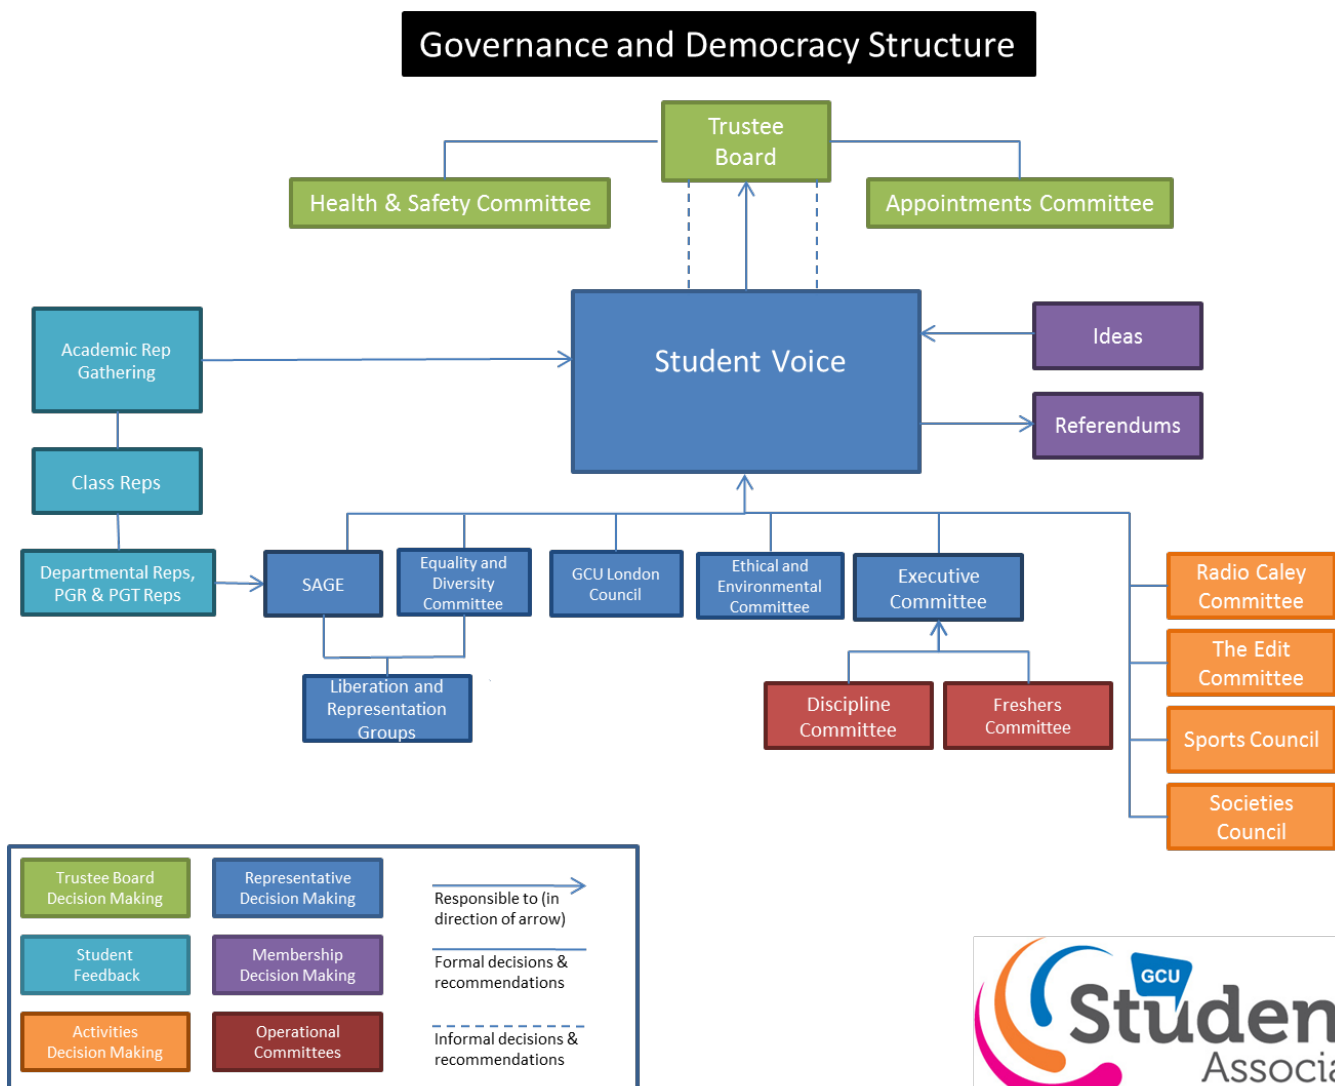 Governance and Democracy Structure
Trustee
Board
Health & Safety Committee
Appointments Committee
Academic Rep
Gathering
Student Voice
Ideas
Referendums
Class Reps
Departmental Reps,
PGR & PGT Reps
SAGE
Equality and
Diversity
Committee
GCU London
Council
Ethical and
Environmental
Committee
Executive
Committee
Radio Caley
Committee
The Edit
Committee
Sports Council
Societies
Council
Liberation and
Representation
Groups
Discipline
Committee
Freshers
Committee
Trustee Board
Decision Making
Representative
Decision Making
Responsible to (in
direction of arrow)
Student
Feedback
Membership
Decision Making
Formal decisions &
recommendations
Activities
Decision Making
Operational
Committees
Informal decisions &
recommendations
GCU
Studen
Associa